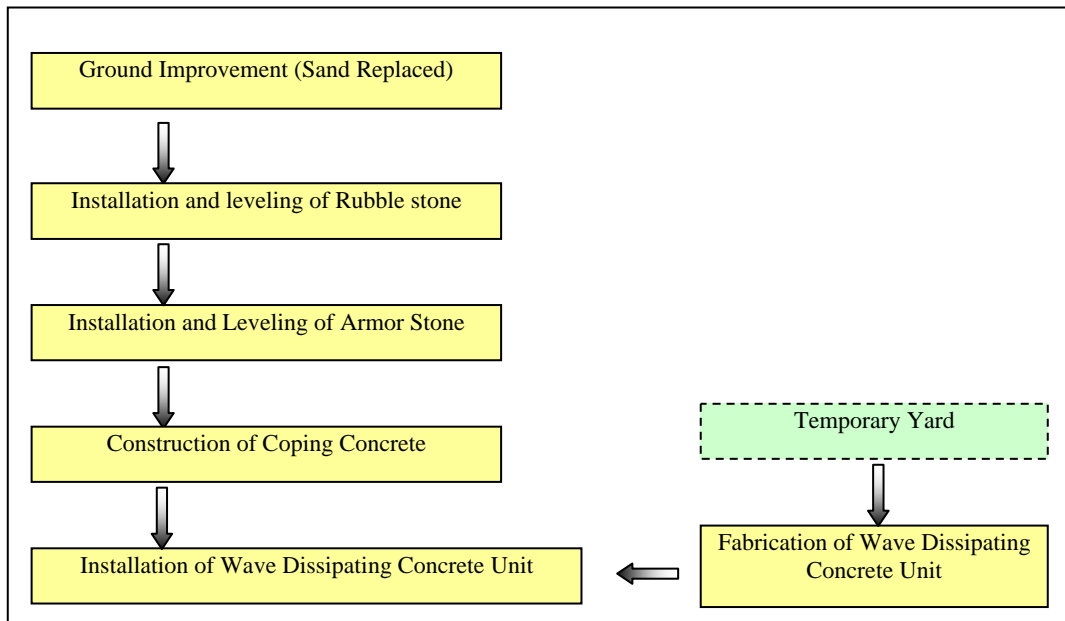 Ground Improvement (Sand Replaced)
Installation and leveling of Rubble stone
Installation and Leveling of Armor Stone
Construction of Coping Concrete
Installation of Wave Dissipating Concrete Unit
Temporary Yard
Fabrication of Wave Dissipating
Concrete Unit